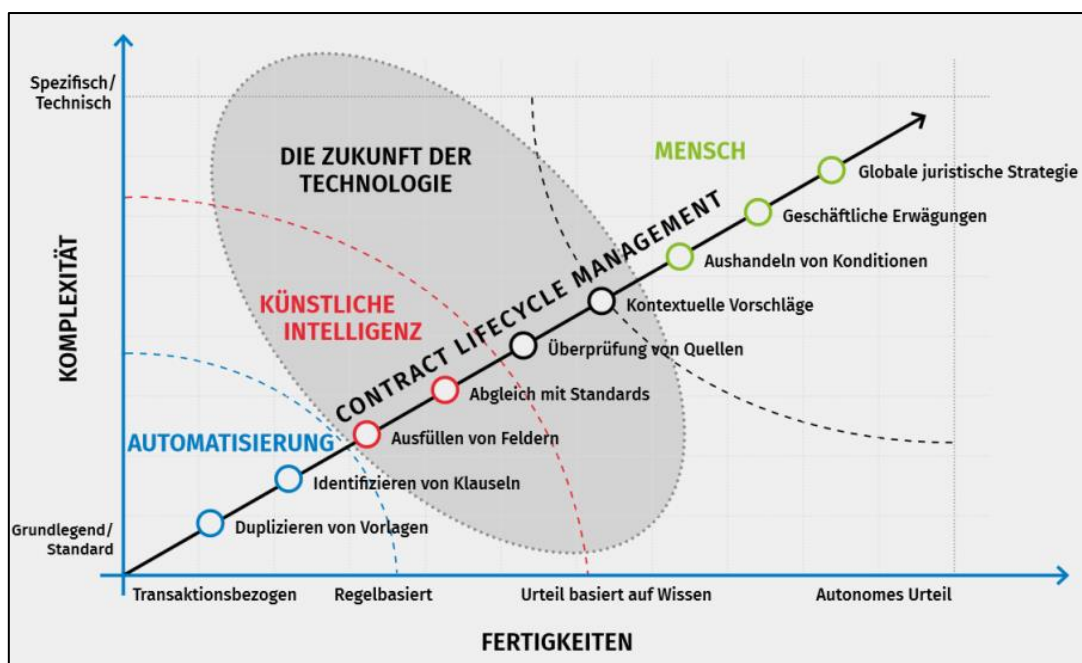 Spezifisch/
Technisch
KOMPLEXITÄT
Grundlegend/
Standard
DIE ZUKUNFT DER
TECHNOLOGIE
MENSCH
KÜNSTLICHE
INTELLIGENZ
AUTOMATISIERUNG
CONTRACT LIFECYCLE MANAGEMENT
Globale juristische Strategie
Geschäftliche Erwägungen
Aushandeln von Konditionen
Kontextuelle Vorschläge
Überprüfung von Quellen
Abgleich mit Standards
Ausfüllen von Feldern
Identifizieren von Klauseln
Duplizieren von Vorlagen
Transaktionsbezogen
Regelbasiert
Urteil basiert auf Wissen
Autonomes Urteil
FERTIGKEITEN